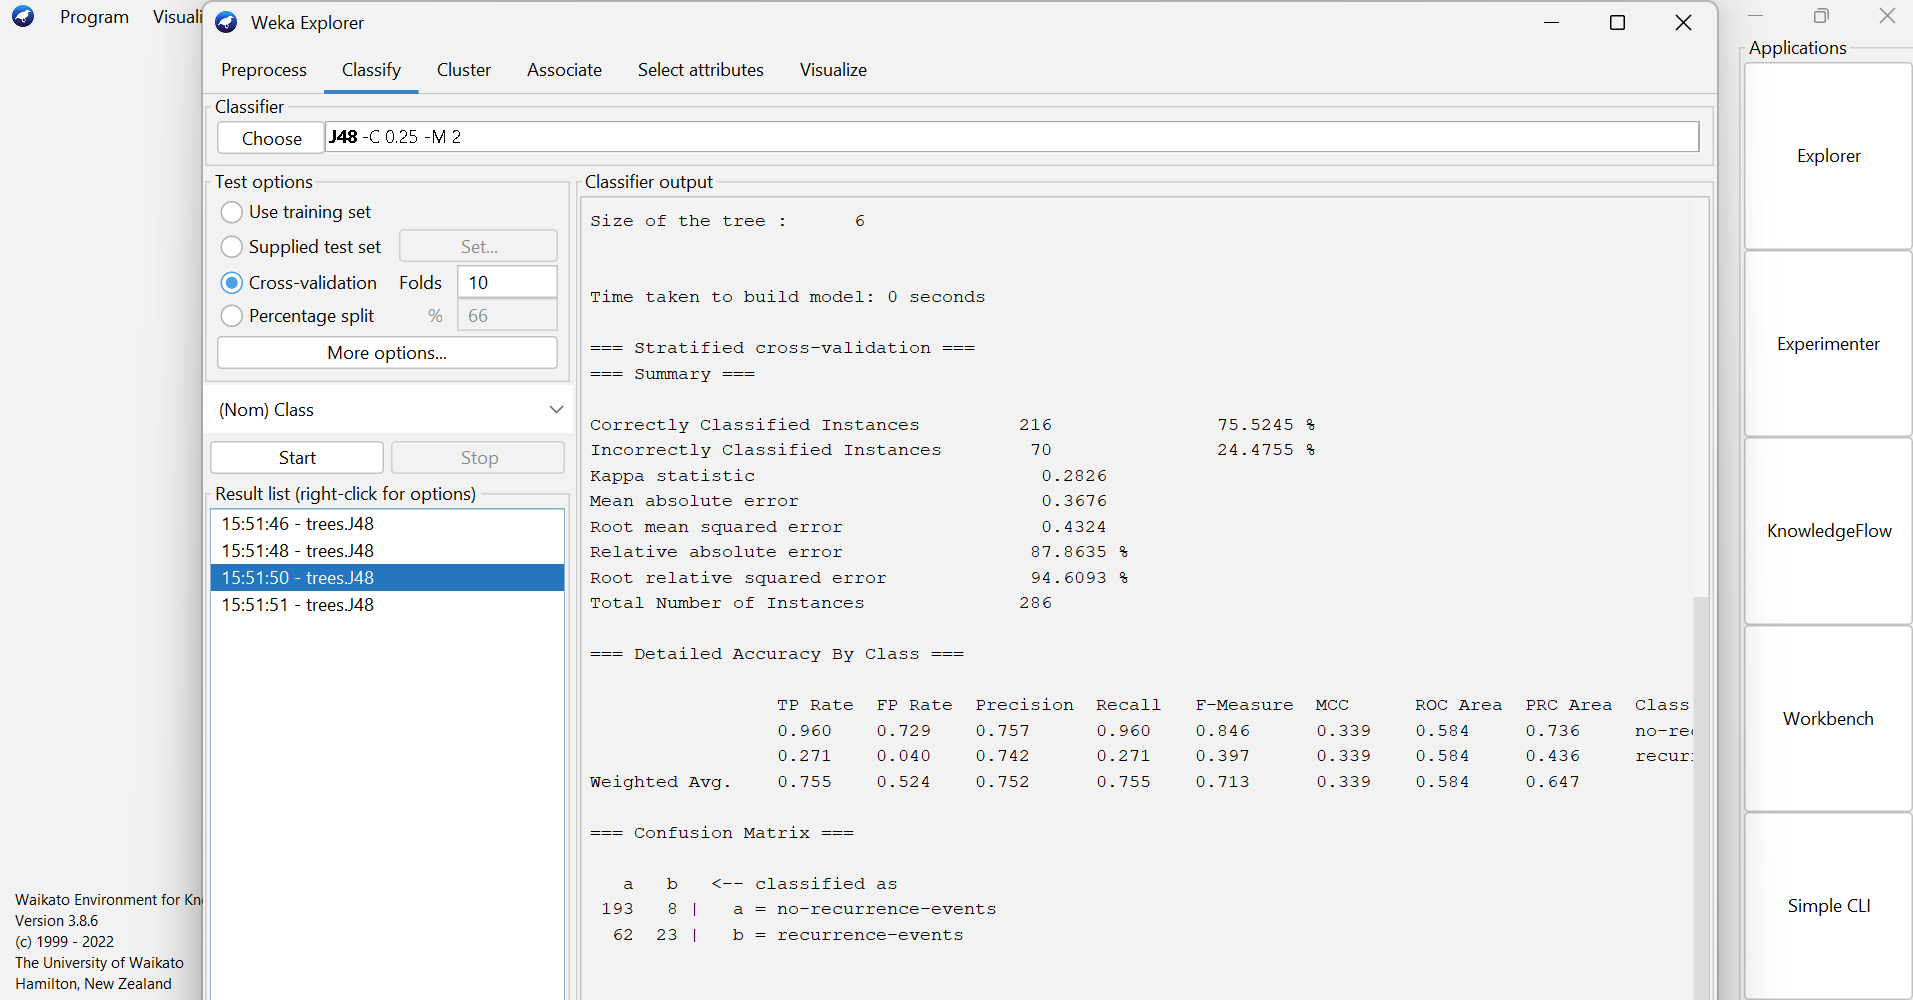 Program Visuali
Weka Explorer
Preprocess Classify Cluster Associate Select attributes Visualize
Classifier
Choose J48 -C 0.25 -M 2
Test options
Use training set
Supplied test set Set...
Cross-validation Folds 10
Percentage split % 66
More options...
(Nom) Class
Start Stop
Result list (right-click for options)
15:51:46 - trees.J48
15:51:48 - trees.J48
15:51:50 - trees.J48
15:51:51 - trees.J48
Classifier output
Size of the tree : 6
Time taken to build model: 0 seconds
=== Stratified cross-validation ===
=== Summary ===
Correctly Classified Instances 216 75.5245 %
Incorrectly Classified Instances 70 24.4755 %
Kappa statistic 0.2826
Mean absolute error 0.3676
Root mean squared error 0.4324
Relative absolute error 87.8635 %
Root relative squared error 94.6093 %
Total Number of Instances 286
=== Detailed Accuracy By Class ===
TP Rate FP Rate Precision Recall F-Measure MCC ROC Area PRC Area Class
0.960 0.729 0.757 0.960 0.846 0.339 0.584 0.736 no-re
0.271 0.040 0.742 0.271 0.397 0.339 0.584 0.436 recur
Weighted Avg. 0.755 0.524 0.752 0.755 0.713 0.339 0.584 0.647
=== Confusion Matrix ===
a b <-- classified as
193 8 | a = no-recurrence-events
62 23 | b = recurrence-events
Applications
Explorer
Experimenter
KnowledgeFlow
Workbench
Simple CLI
Waikato Environment for Kn
Version 3.8.6
(c) 1999 - 2022
The University of Waikato
Hamilton, New Zealand